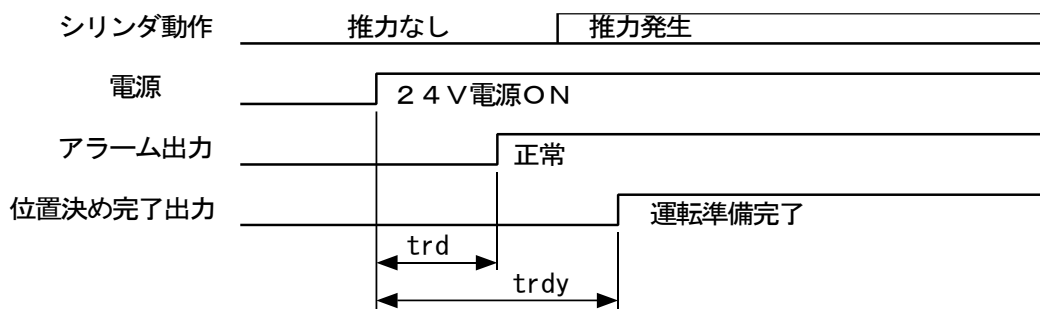 シリンダ動作 推力なし 推力発生
電源 24V電源ON
アラーム出力 正常
位置決め完了出力 運転準備完了
trd
trdy